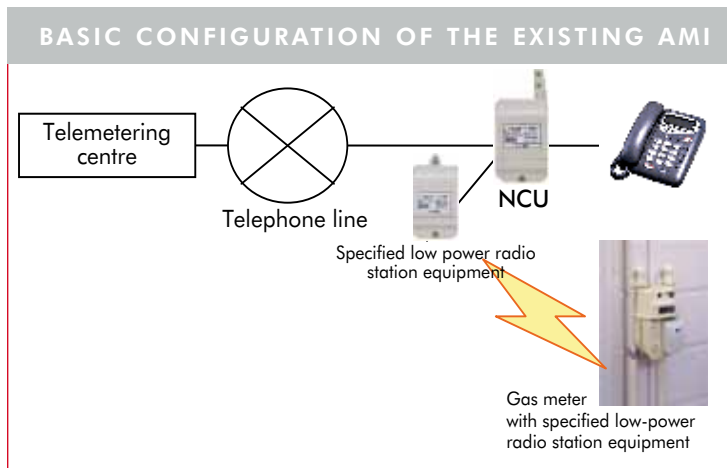 BASIC CONFIGURATION OF THE EXISTING AMI
Telemetering
centre
Telephone line
NCU
Specified low power radio
station equipment
Gas meter
with specified low-power
radio station equipment